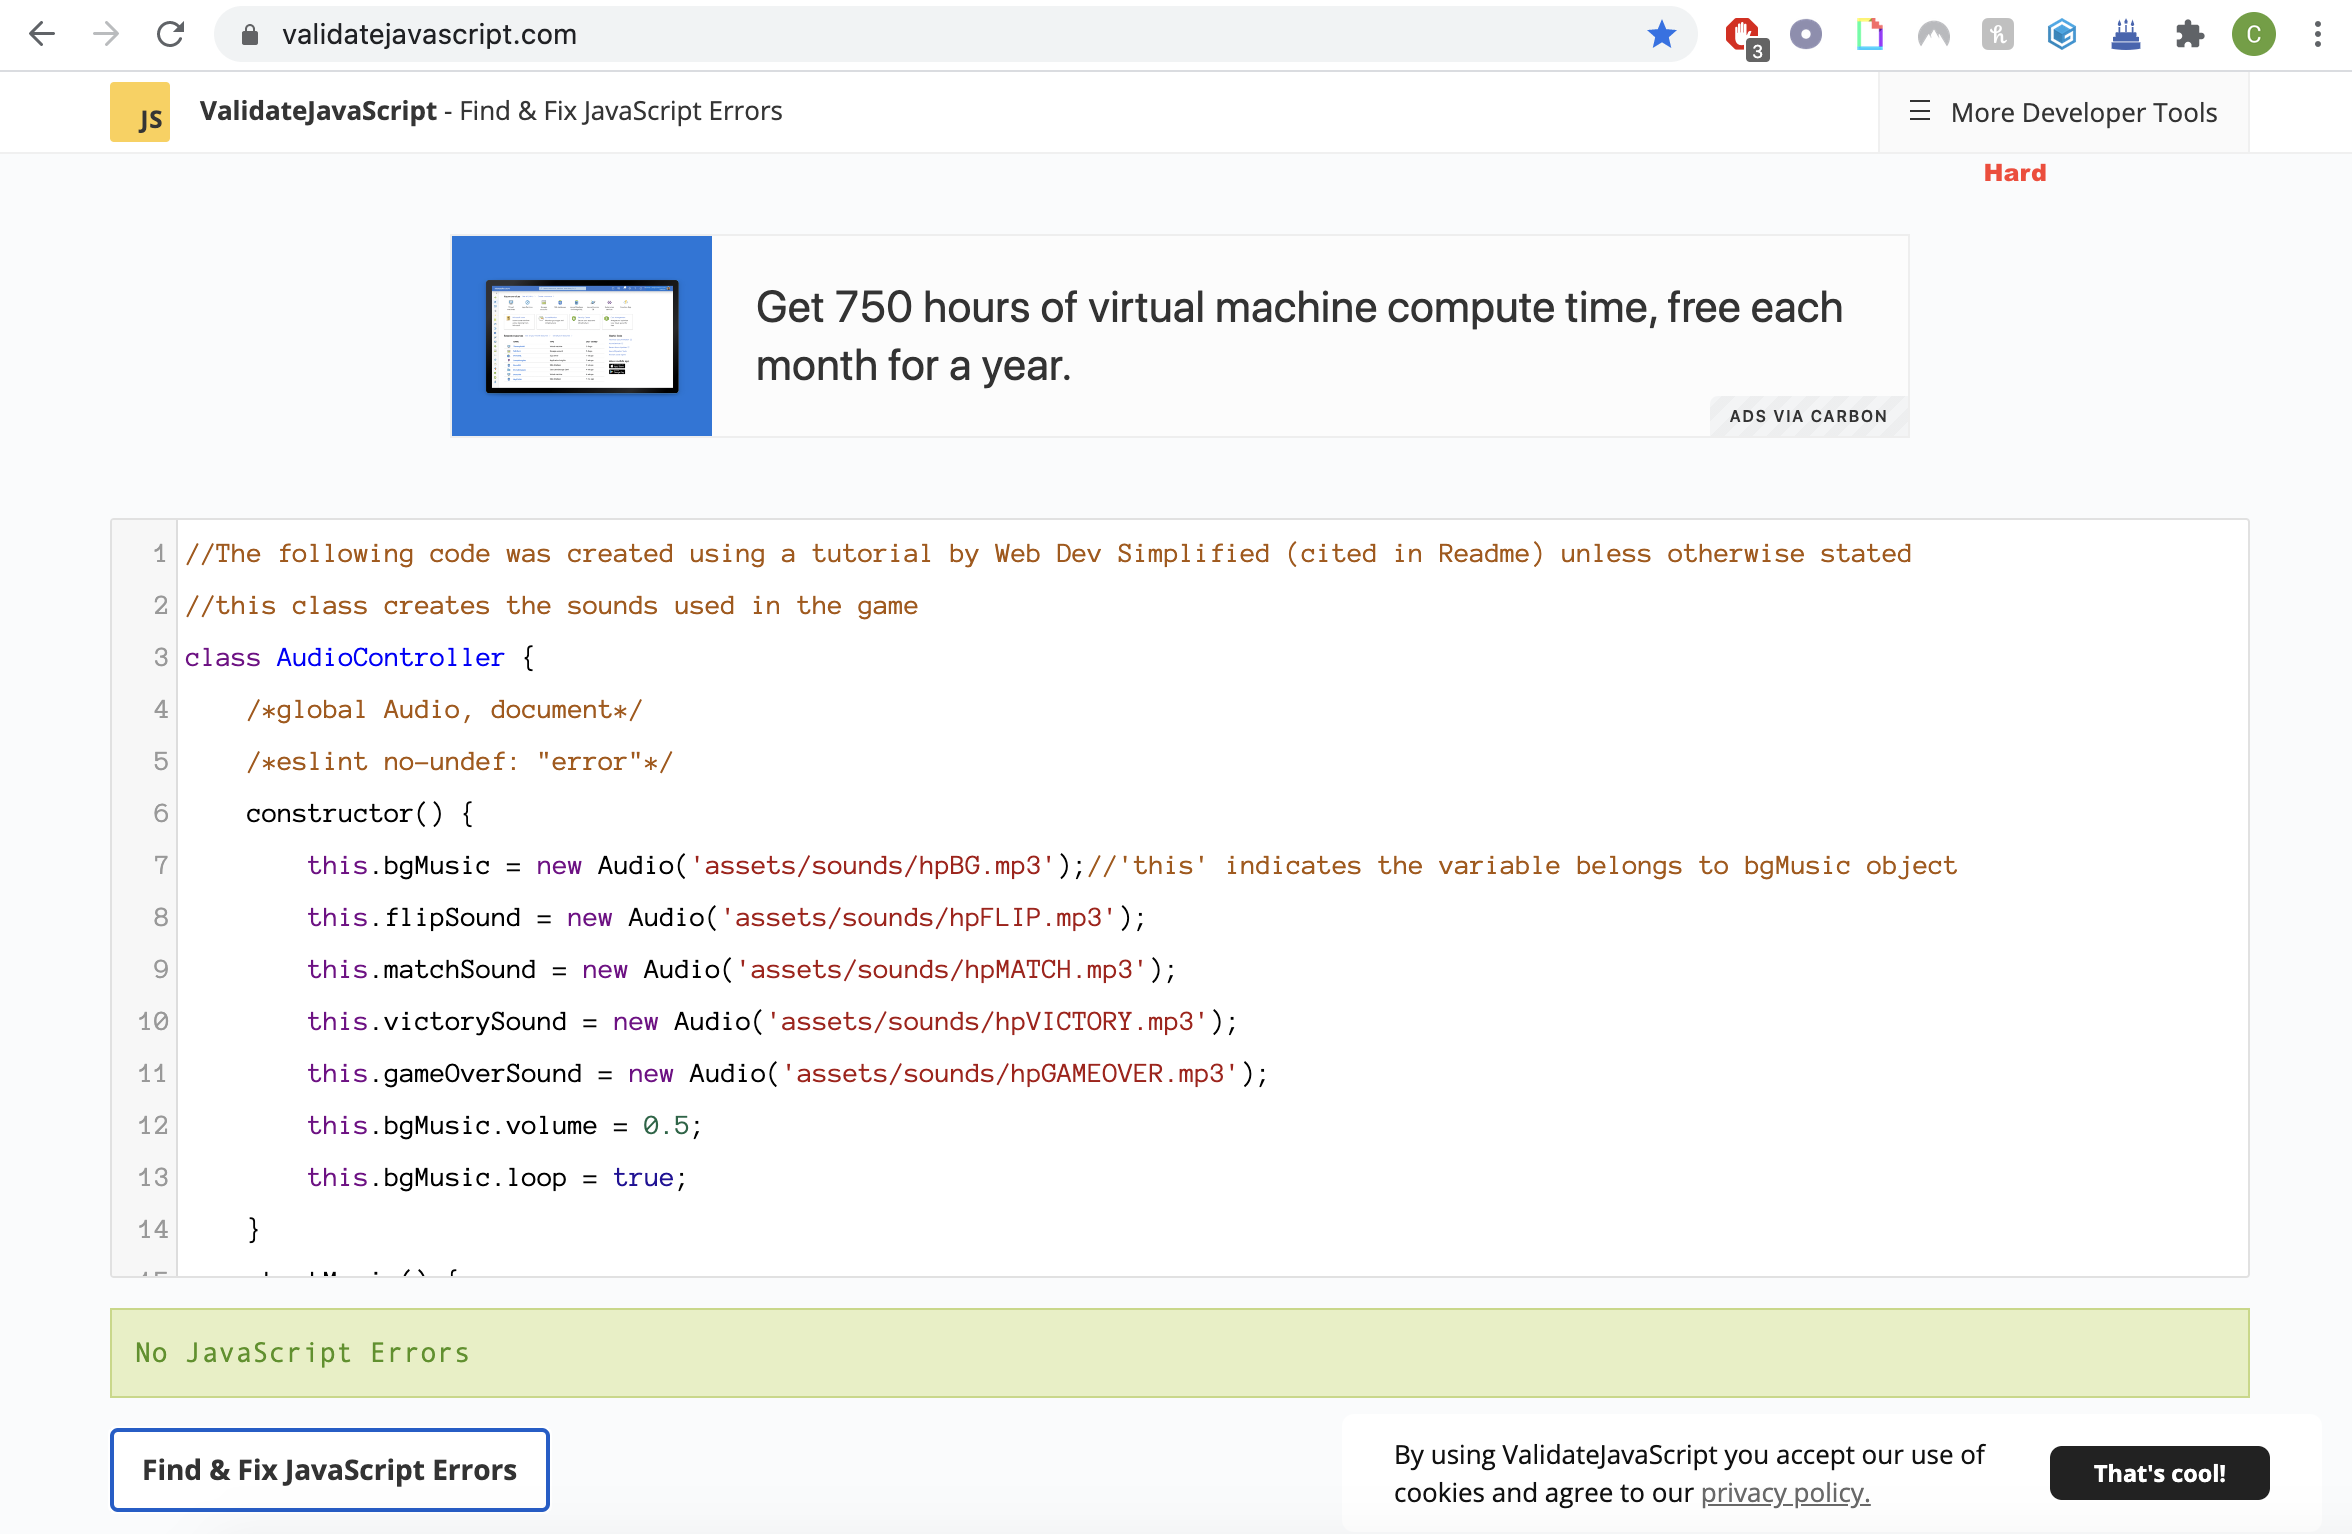 validatejavascript.com
3
C
JS
ValidateJavaScript - Find & Fix JavaScript Errors
☰ More Developer Tools
Hard
Get 750 hours of virtual machine compute time, free each
month for a year.
ADS VIA CARBON
1 //The following code was created using a tutorial by Web Dev Simplified (cited in Readme) unless otherwise stated
2 //this class creates the sounds used in the game
3 class AudioController {
4     /*global Audio, document*/
5     /*eslint no-undef: "error"*/
6     constructor() {
7         this.bgMusic = new Audio('assets/sounds/hpBG.mp3');//'this' indicates the variable belongs to bgMusic object
8         this.flipSound = new Audio('assets/sounds/hpFLIP.mp3');
9         this.matchSound = new Audio('assets/sounds/hpMATCH.mp3');
10         this.victorySound = new Audio('assets/sounds/hpVICTORY.mp3');
11         this.gameOverSound = new Audio('assets/sounds/hpGAMEOVER.mp3');
12         this.bgMusic.volume = 0.5;
13         this.bgMusic.loop = true;
14     }
No JavaScript Errors
Find & Fix JavaScript Errors
By using ValidateJavaScript you accept our use of
cookies and agree to our privacy policy.
That's cool!